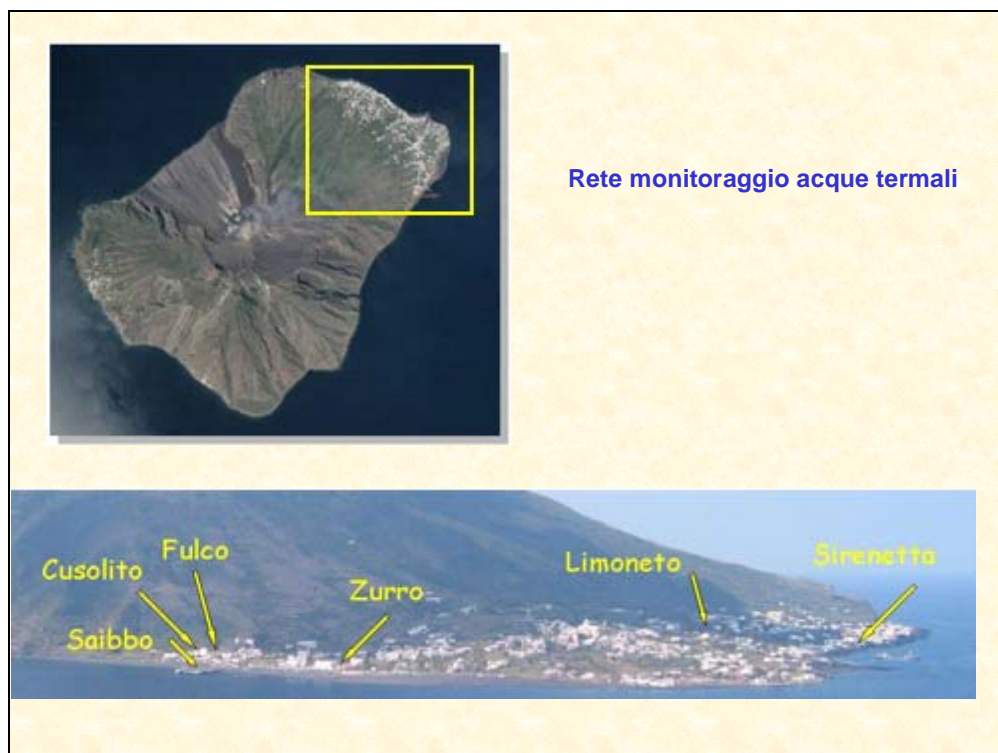 Rete monitoraggio acque termali
Fulco
Cusolito
Saibbo
Zurro
Limoneto
Sirenetta